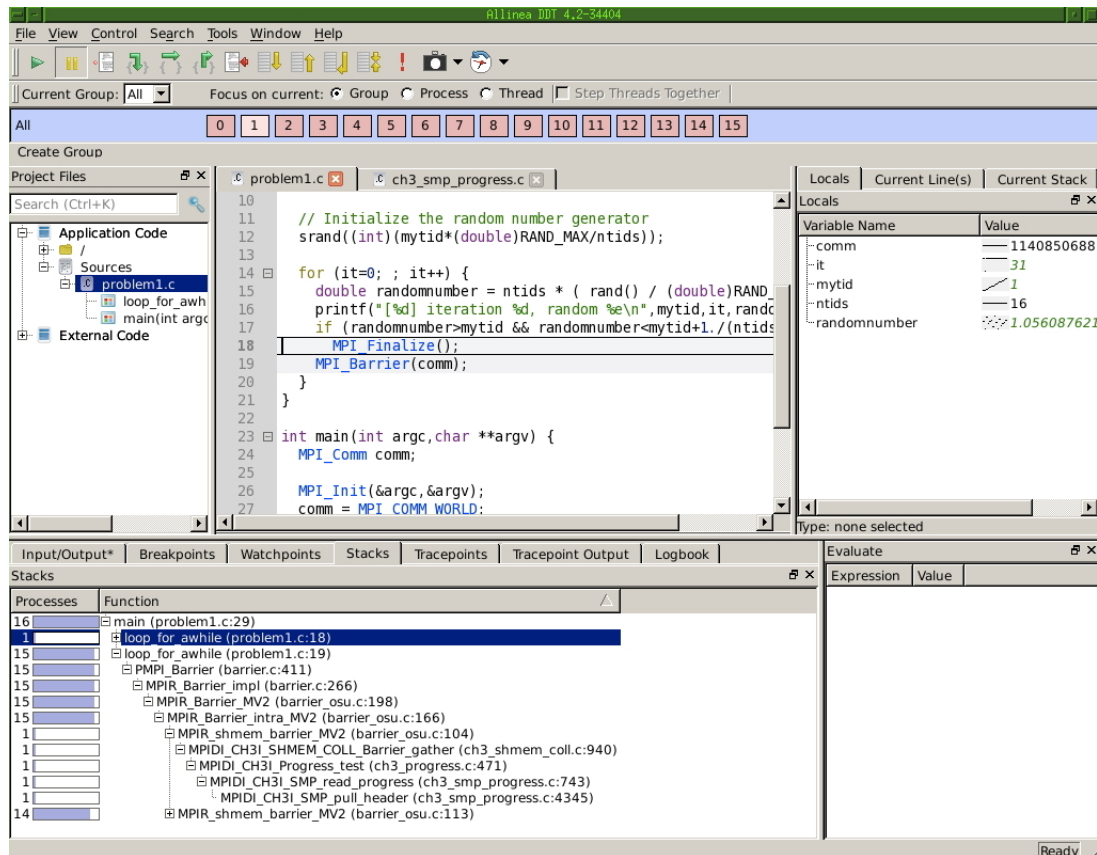 Allinea DDT 4.2-34404
File View Control Search Tools Window Help
Current Group: All Focus on current: Group Process Thread Step Threads Together
All 0 1 2 3 4 5 6 7 8 9 10 11 12 13 14 15
Create Group
Project Files
Search (Ctrl+K)
Application Code
/
Sources
problem1.c
loop_for_awh
main(int argc
External Code
problem1.c ch3_smp_progress.c
10
11 // Initialize the random number generator
12 srand((int)(mytid*(double)RAND_MAX/ntids));
13
14 for (it=0; ; it++) {
15 double randomnumber = ntids * ( rand() / (double)RAND_
16 printf("[%d] iteration %d, random %e\n",mytid,it,rando
17 if (randomnumber>mytid && randomnumber<mytid+1./(ntids
18 MPI_Finalize();
19 MPI_Barrier(comm);
20 }
21 }
22
23 int main(int argc,char **argv) {
24 MPI_Comm comm;
25
26 MPI_Init(&argc,&argv);
27 comm = MPI_COMM_WORLD;
Locals Current Line(s) Current Stack
Locals
Variable Name Value
comm 1140850688
it 31
mytid 1
ntids 16
randomnumber 1.056087621
Type: none selected
Input/Output* Breakpoints Watchpoints Stacks Tracepoints Tracepoint Output Logbook
Stacks
Processes Function
16 main (problem1.c:29)
1 loop_for_awhile (problem1.c:18)
15 loop_for_awhile (problem1.c:19)
15 PMPI_Barrier (barrier.c:411)
15 MPIR_Barrier_impl (barrier.c:266)
15 MPIR_Barrier_MV2 (barrier_osu.c:198)
15 MPIR_Barrier_intra_MV2 (barrier_osu.c:166)
1 MPIR_shmem_barrier_MV2 (barrier_osu.c:104)
1 MPIDI_CH3I_SHMEM_COLL_Barrier_gather (ch3_shmem_coll.c:940)
1 MPIDI_CH3I_Progress_test (ch3_progress.c:471)
1 MPIDI_CH3I_SMP_read_progress (ch3_smp_progress.c:743)
1 MPIDI_CH3I_SMP_pull_header (ch3_smp_progress.c:4345)
14 MPIR_shmem_barrier_MV2 (barrier_osu.c:113)
Evaluate
Expression Value
Ready